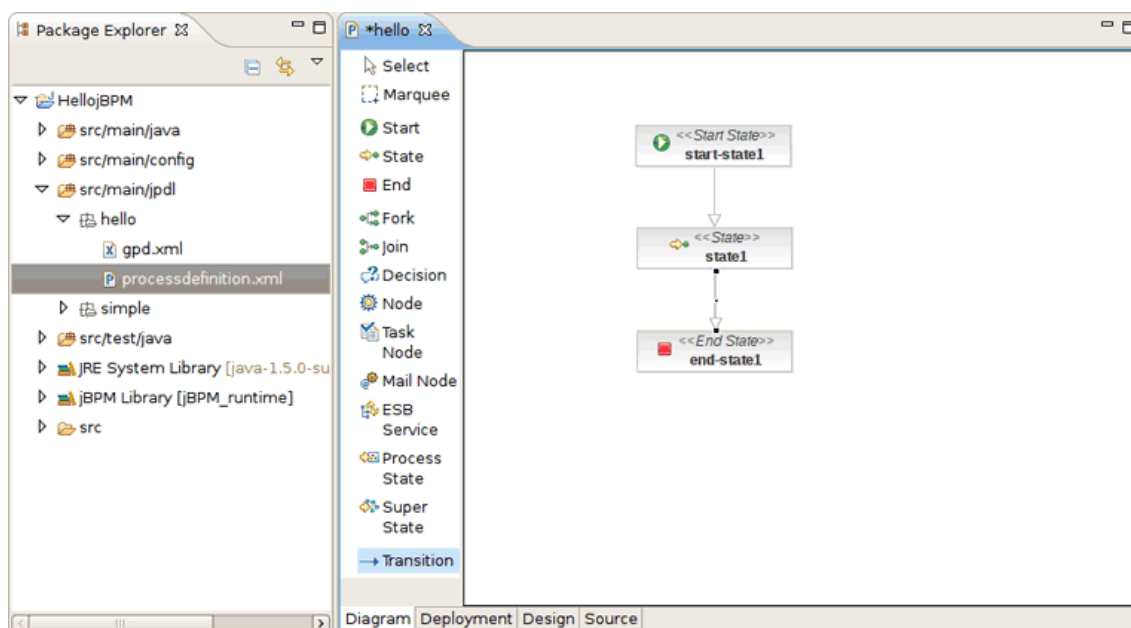 Package Explorer
HellojBPM
src/main/java
src/main/config
src/main/jpdl
hello
gpd.xml
processdefinition.xml
simple
src/test/java
JRE System Library [java-1.5.0-su
jBPM Library [jBPM_runtime]
src
*hello
Select
Marquee
Start
State
End
Fork
Join
Decision
Node
Task
Node
Mail Node
ESB
Service
Process
State
Super
State
Transition
<<Start State>>
start-state1
<<State>>
state1
<<End State>>
end-state1
Diagram Deployment Design Source